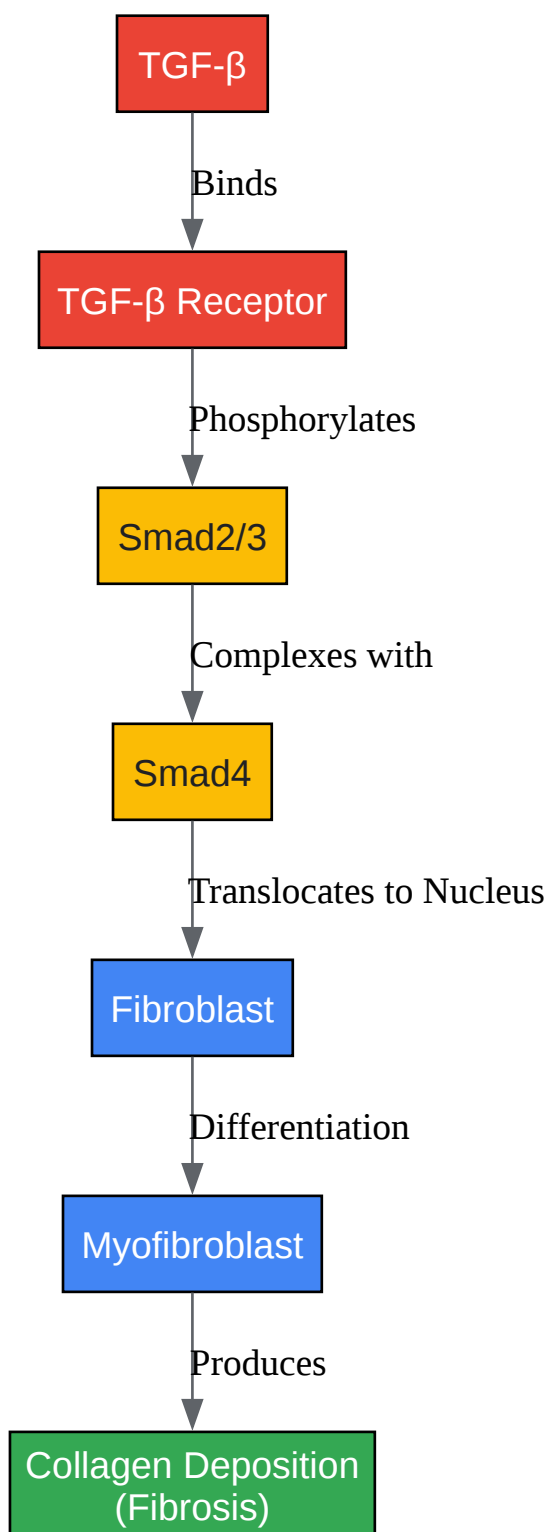 TGF-β
Binds
TGF-β Receptor
Phosphorylates
Smad2/3
Complexes with
Smad4
Translocates to Nucleus
Fibroblast
Differentiation
Myofibroblast
Produces
Collagen Deposition
(Fibrosis)